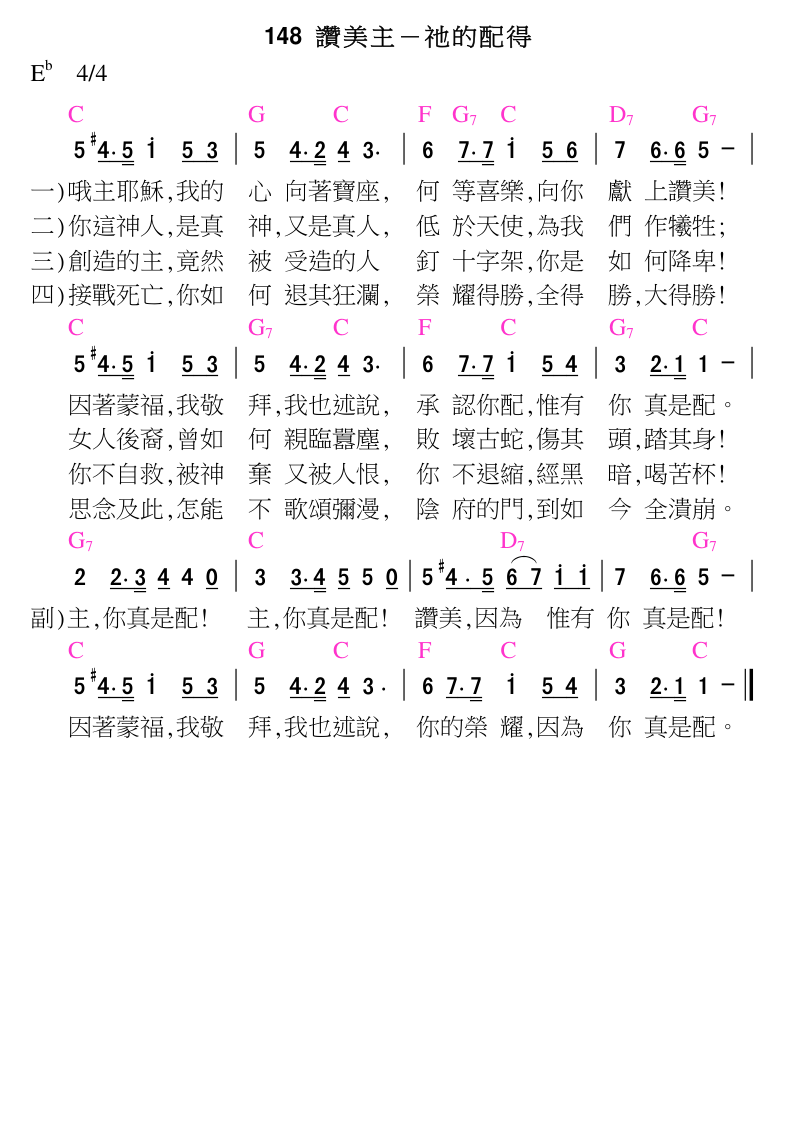 148 讚美主－祂的配得
E♭ 4/4
C G C F G7 C D7 G7
5 #4· 5 i 5 3 | 5 4· 2 4 3· | 6 7· 7 i 5 6 | 7 6· 6 5 － |
一)哦主耶穌,我的 心 向著寶座, 何 等喜樂,向你 獻 上讚美!
二)你這神人,是真 神,又是真人, 低 於天使,為我 們 作犧牲;
三)創造的主,竟然 被 受造的人 釘 十字架,你是 如 何降卑!
四)接戰死亡,你如 何 退其狂瀾, 榮 耀得勝,全得 勝,大得勝!
C G7 C F C G7 C
5 #4· 5 i 5 3 | 5 4· 2 4 3· | 6 7· 7 i 5 4 | 3 2· 1 1 － |
因著蒙福,我敬 拜,我也述說, 承 認你配,惟有 你 真是配。
女人後裔,曾如 何 親臨囂塵, 敗 壞古蛇,傷其 頭,踏其身!
你不自救,被神 棄 又被人恨, 你 不退縮,經黑 暗,喝苦杯!
思念及此,怎能 不 歌頌彌漫, 陰 府的門,到如 今 全潰崩。
G7 C D7 G7
2 2· 3 4 4 0 | 3 3· 4 5 5 0 | 5 #4 · 5 6 7 i i | 7 6· 6 5 － |
副)主,你真是配! 主,你真是配! 讚美,因為 惟有 你 真是配!
C G C F C G C
5 #4· 5 i 5 3 | 5 4· 2 4 3 · | 6 7· 7 i 5 4 | 3 2· 1 1 － ||
因著蒙福,我敬 拜,我也述說, 你的榮 耀,因為 你 真是配。